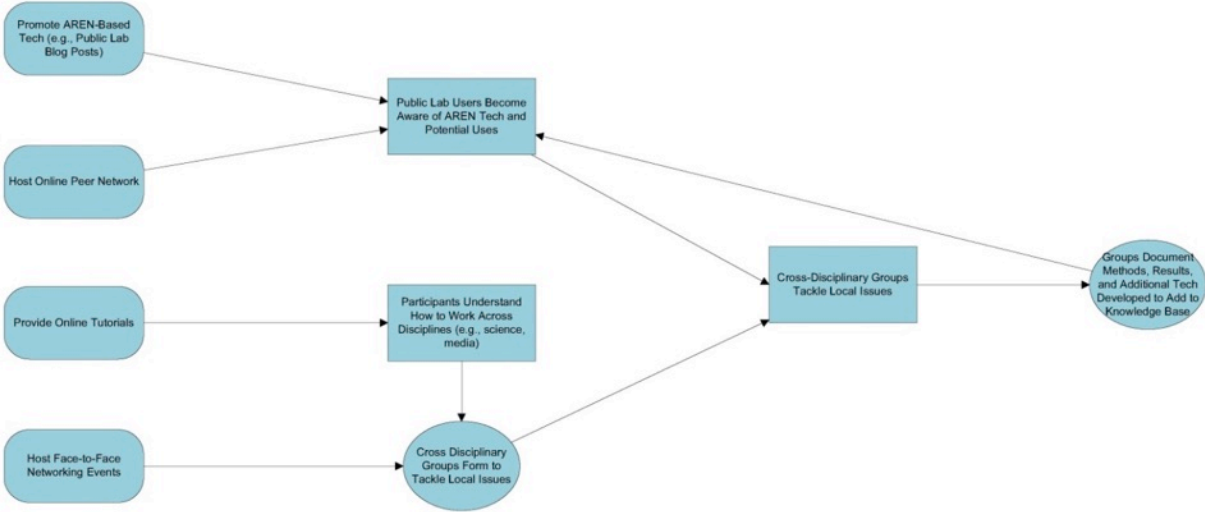 Promote AREN-Based
Tech (e.g., Public Lab
Blog Posts)
Public Lab Users Become
Aware of AREN Tech and
Potential Uses
Host Online Peer Network
Cross-Disciplinary Groups
Tackle Local Issues
Groups Document
Methods, Results,
and Additional Tech
Developed to Add to
Knowledge Base
Provide Online Tutorials
Participants Understand
How to Work Across
Disciplines (e.g., science,
media)
Host Face-to-Face
Networking Events
Cross Disciplinary
Groups Form to
Tackle Local Issues